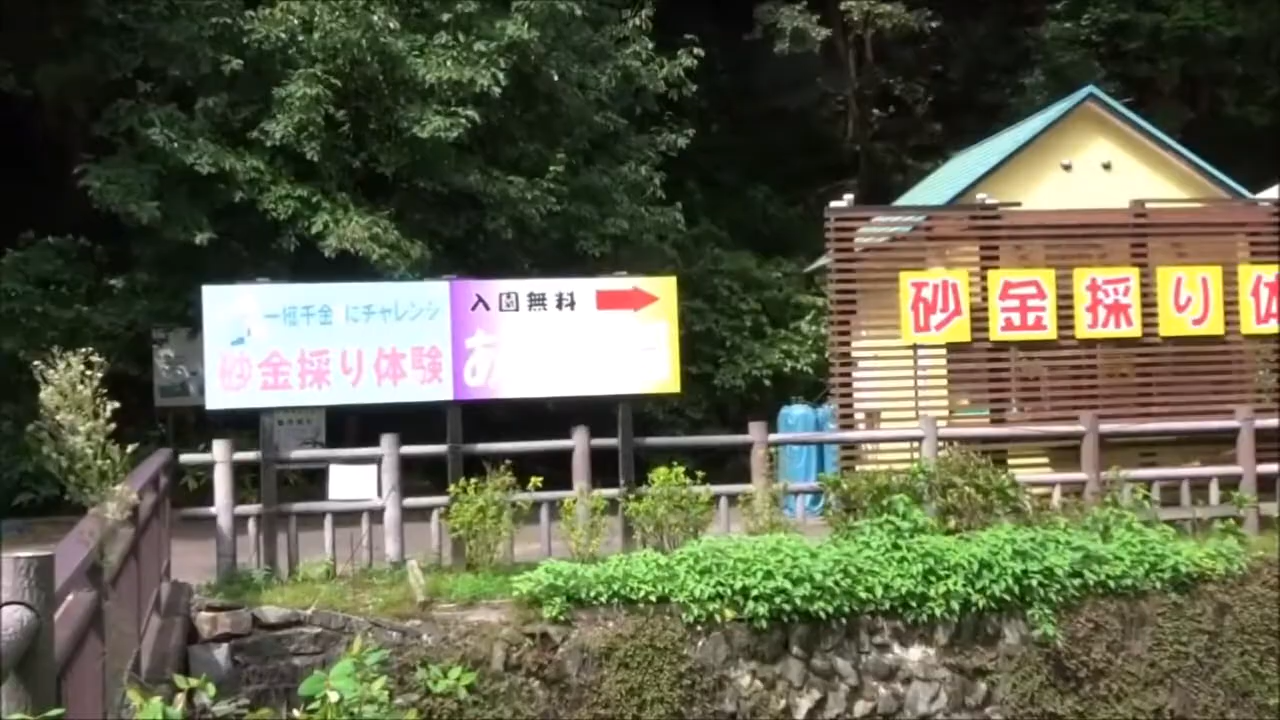 一攫千金 にチャレンジ
砂金採り体験
入園無料
砂金採り体